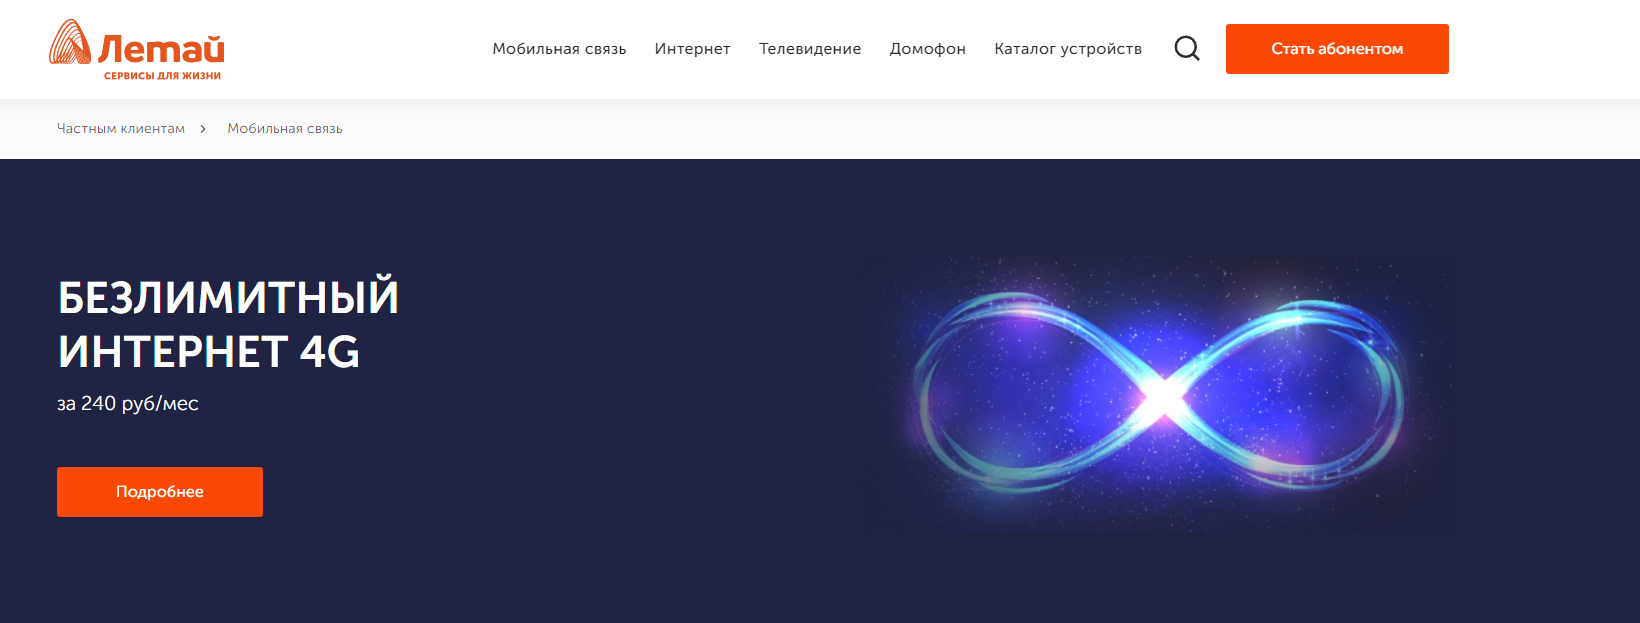 Летай
СЕРВИСЫ ДЛЯ ЖИЗНИ
Мобильная связь
Интернет
Телевидение
Домофон
Каталог устройств
Стать абонентом
Частным клиентам
Мобильная связь
БЕЗЛИМИТНЫЙ
ИНТЕРНЕТ 4G
за 240 руб/мес
Подробнее